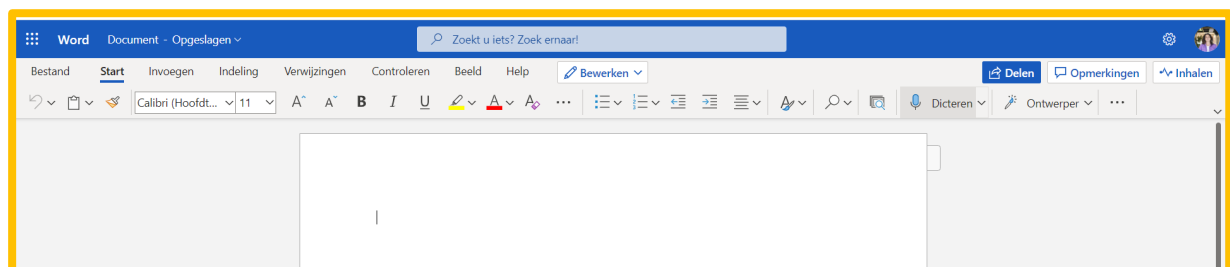 Word Document - Opgeslagen Zoekt u iets? Zoek ernaar!
Bestand Start Invoegen Indeling Verwijzingen Controleren Beeld Help Bewerken Delen Opmerkingen Inhalen
Calibri (Hoofdt... 11 A A B I U A A Dicteren Ontwerper